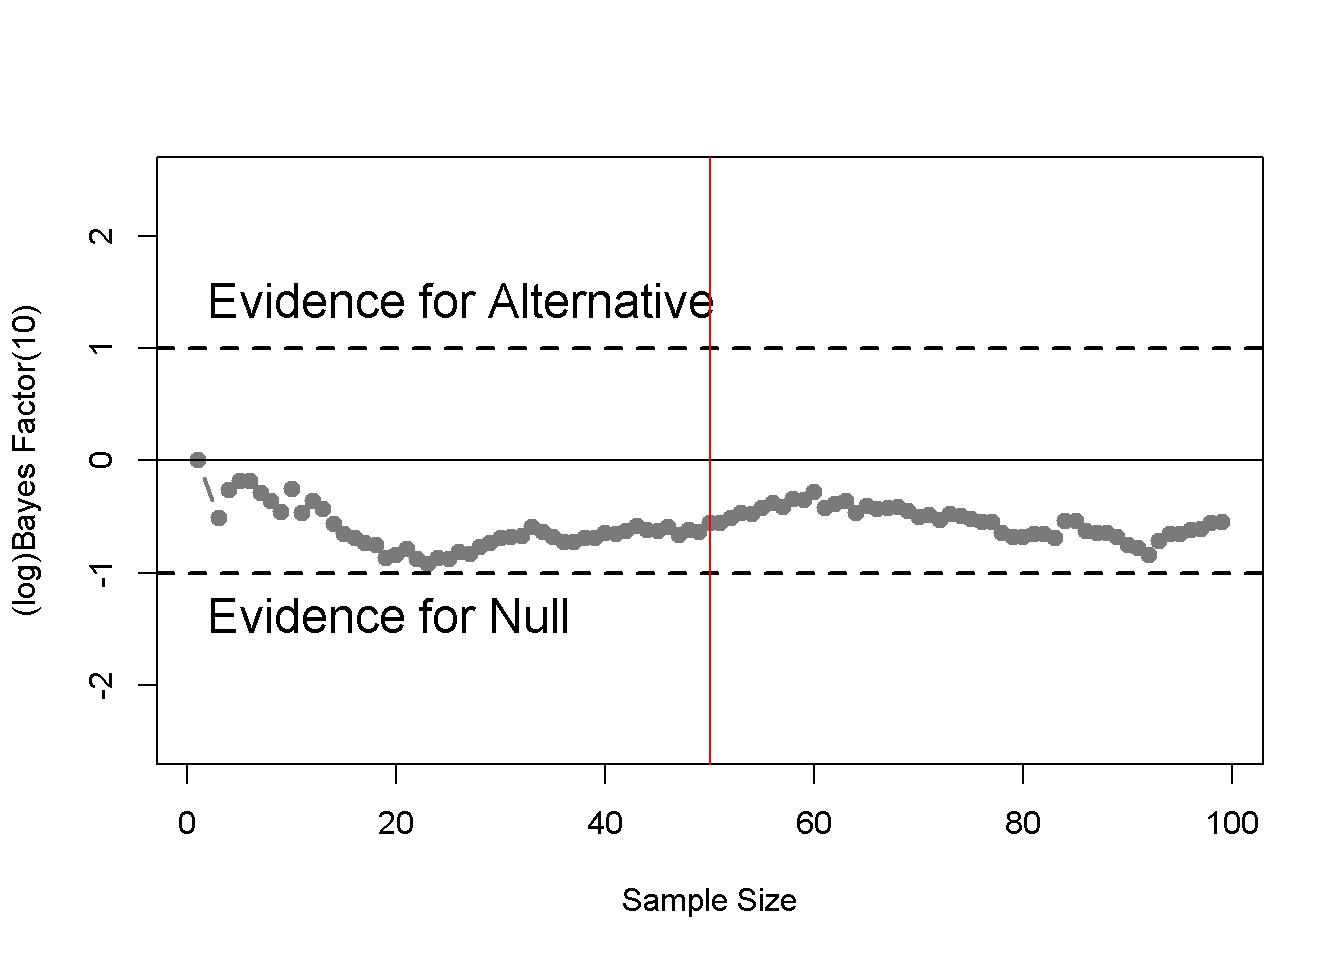 2
Evidence for Alternative
1
0
-1
Evidence for Null
-2
(log)Bayes Factor(10)
0 20 40 60 80 100
Sample Size